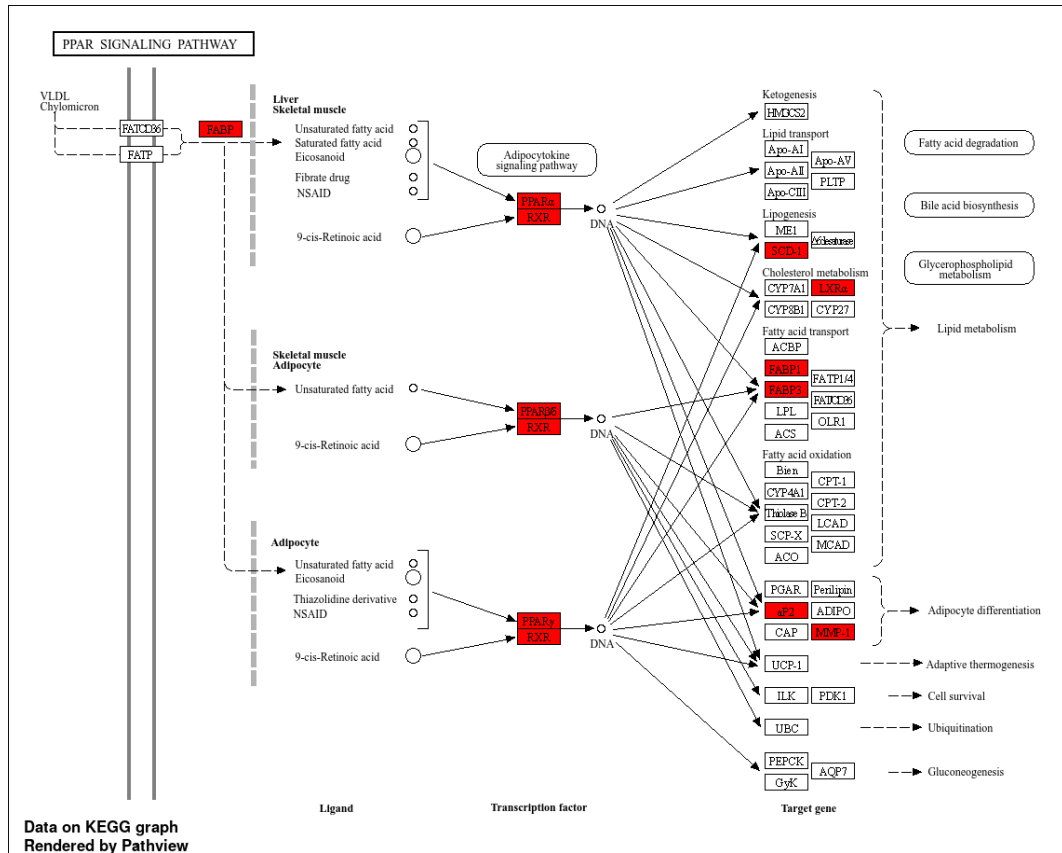 PPAR SIGNALING PATHWAY
VLDL
Chylomicron
FATCD36
FATP
FABP
Liver
Skeletal muscle
Unsaturated fatty acid
Saturated fatty acid
Eicosanoid
Fibrate drug
NSAID
9-cis-Retinoic acid
Adipocytokine
signaling pathway
PPARα
RXR
DNA
Skeletal muscle
Adipocyte
Unsaturated fatty acid
9-cis-Retinoic acid
PPARβ/δ
RXR
DNA
Adipocyte
Unsaturated fatty acid
Eicosanoid
Thiazolidine derivative
NSAID
9-cis-Retinoic acid
PPARγ
RXR
DNA
Ketogenesis
HMGCS2
Lipid transport
Apo-AI
Apo-AII
Apo-CIII
Apo-AV
PLTP
Lipogenesis
ME1
SCD-1
Δ6desaturase
Cholesterol metabolism
CYP7A1
LXRα
CYP8B1
CYP27
Fatty acid transport
ACBP
FABP1
FABP3
LPL
ACS
FATP1/4
FATCD36
OLR1
Fatty acid oxidation
Bien
CYP4A1
Thiolase B
SCP-X
ACO
CPT-1
CPT-2
LCAD
MCAD
PGAR
Perilipin
aP2
ADIPO
CAP
MMP-1
UCP-1
ILK
PDK1
UBC
PEPCK
GyK
AQP7
Fatty acid degradation
Bile acid biosynthesis
Glycerophospholipid
metabolism
Lipid metabolism
Adipocyte differentiation
Adaptive thermogenesis
Cell survival
Ubiquitination
Gluconeogenesis
Ligand
Transcription factor
Target gene
Data on KEGG graph
Rendered by Pathview